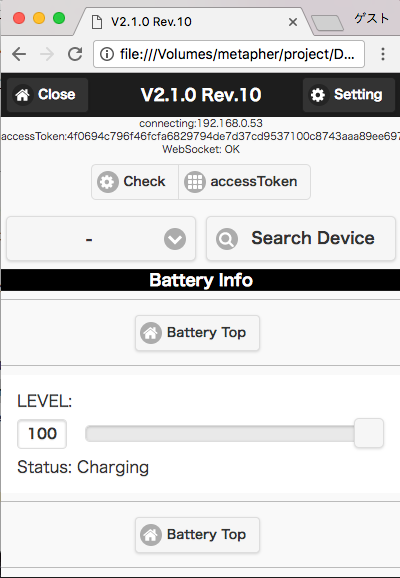 V2.1.0 Rev.10
ゲスト
file:///Volumes/metapher/project/D...
Close
V2.1.0 Rev.10
Setting
connecting:192.168.0.53
accessToken:4f0694c796f46fcfa6829794de7d37cd9537100c8743aaa89ee697
WebSocket: OK
Check
accessToken
-
Search Device
Battery Info
Battery Top
LEVEL:
100
Status: Charging
Battery Top